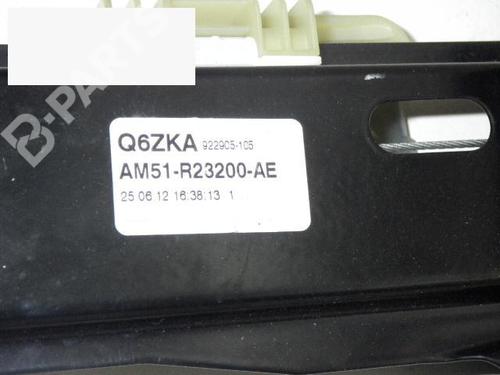 B-PARTS
Q6ZKA 922905-105
AM51-R23200-AE
25 06 12 16:38:13 1